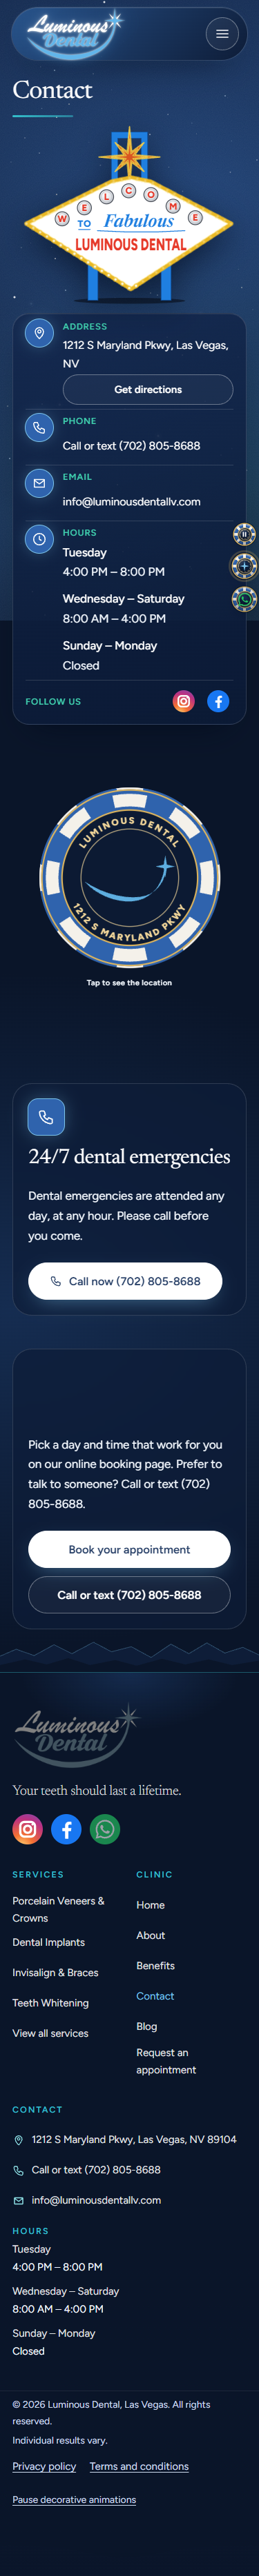 Luminous
Dental
Contact
WELCOME
TO Fabulous
LUMINOUS DENTAL
ADDRESS
1212 S Maryland Pkwy, Las Vegas,
NV
Get directions
PHONE
Call or text (702) 805-8688
EMAIL
info@luminousdentallv.com
HOURS
Tuesday
4:00 PM – 8:00 PM
Wednesday – Saturday
8:00 AM – 4:00 PM
Sunday – Monday
Closed
FOLLOW US
LUMINOUS DENTAL
1212 S MARYLAND PKWY
Tap to see the location
24/7 dental emergencies
Dental emergencies are attended any
day, at any hour. Please call before
you come.
Call now (702) 805-8688
Pick a day and time that work for you
on our online booking page. Prefer to
talk to someone? Call or text (702)
805-8688.
Book your appointment
Call or text (702) 805-8688
Luminous
Dental
Your teeth should last a lifetime.
SERVICES
Porcelain Veneers &
Crowns
Dental Implants
Invisalign & Braces
Teeth Whitening
View all services
CLINIC
Home
About
Benefits
Contact
Blog
Request an
appointment
CONTACT
1212 S Maryland Pkwy, Las Vegas, NV 89104
Call or text (702) 805-8688
info@luminousdentallv.com
HOURS
Tuesday
4:00 PM – 8:00 PM
Wednesday – Saturday
8:00 AM – 4:00 PM
Sunday – Monday
Closed
© 2026 Luminous Dental, Las Vegas. All rights
reserved.
Individual results vary.
Privacy policy Terms and conditions
Pause decorative animations